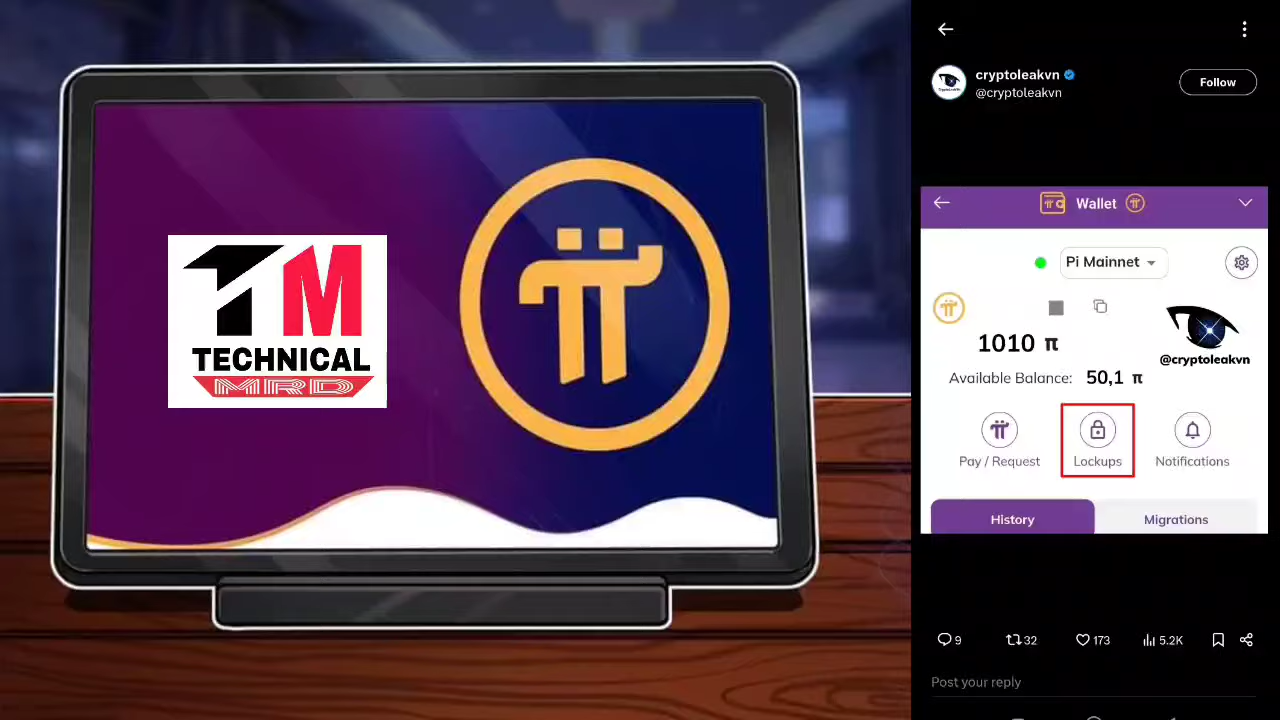 TM
TECHNICAL
MRD
cryptoleakvn
@cryptoleakvn
Follow
Wallet
Pi Mainnet
1010 π
@cryptoleakvn
Available Balance: 50,1 π
Pay / Request
Lockups
Notifications
History
Migrations
9
32
173
5.2K
Post your reply